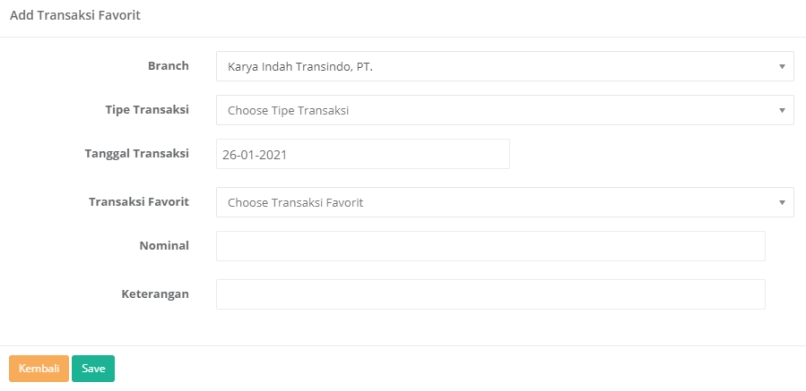 Add Transaksi Favorit
Branch Karya Indah Transindo, PT.
Tipe Transaksi Choose Tipe Transaksi
Tanggal Transaksi 26-01-2021
Transaksi Favorit Choose Transaksi Favorit
Nominal
Keterangan
Kembali Save